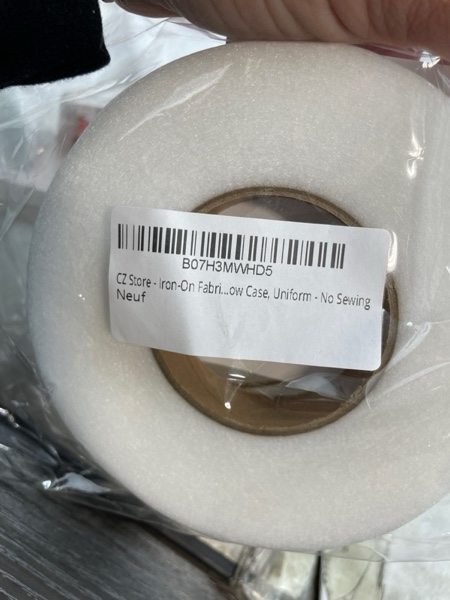 B07H3MWHD5
CZ Store - Iron-On Fabri...ow Case, Uniform - No Sewing
Neuf